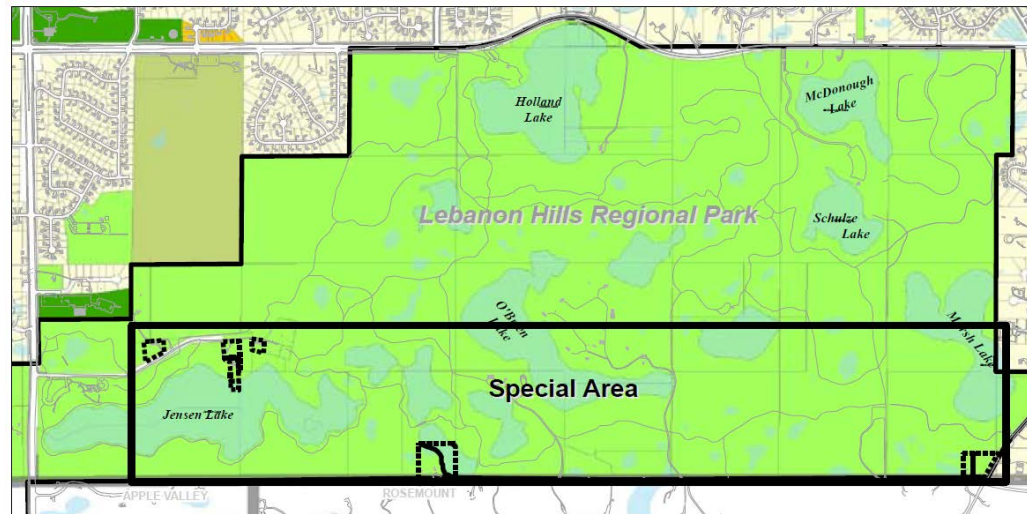 Holland
Lake
McDonough
Lake
Lebanon Hills Regional Park
Schulze
Lake
O'Brien
Lake
Marsh Lake
Special Area
Jensen Lake
APPLE VALLEY
ROSEMOUNT